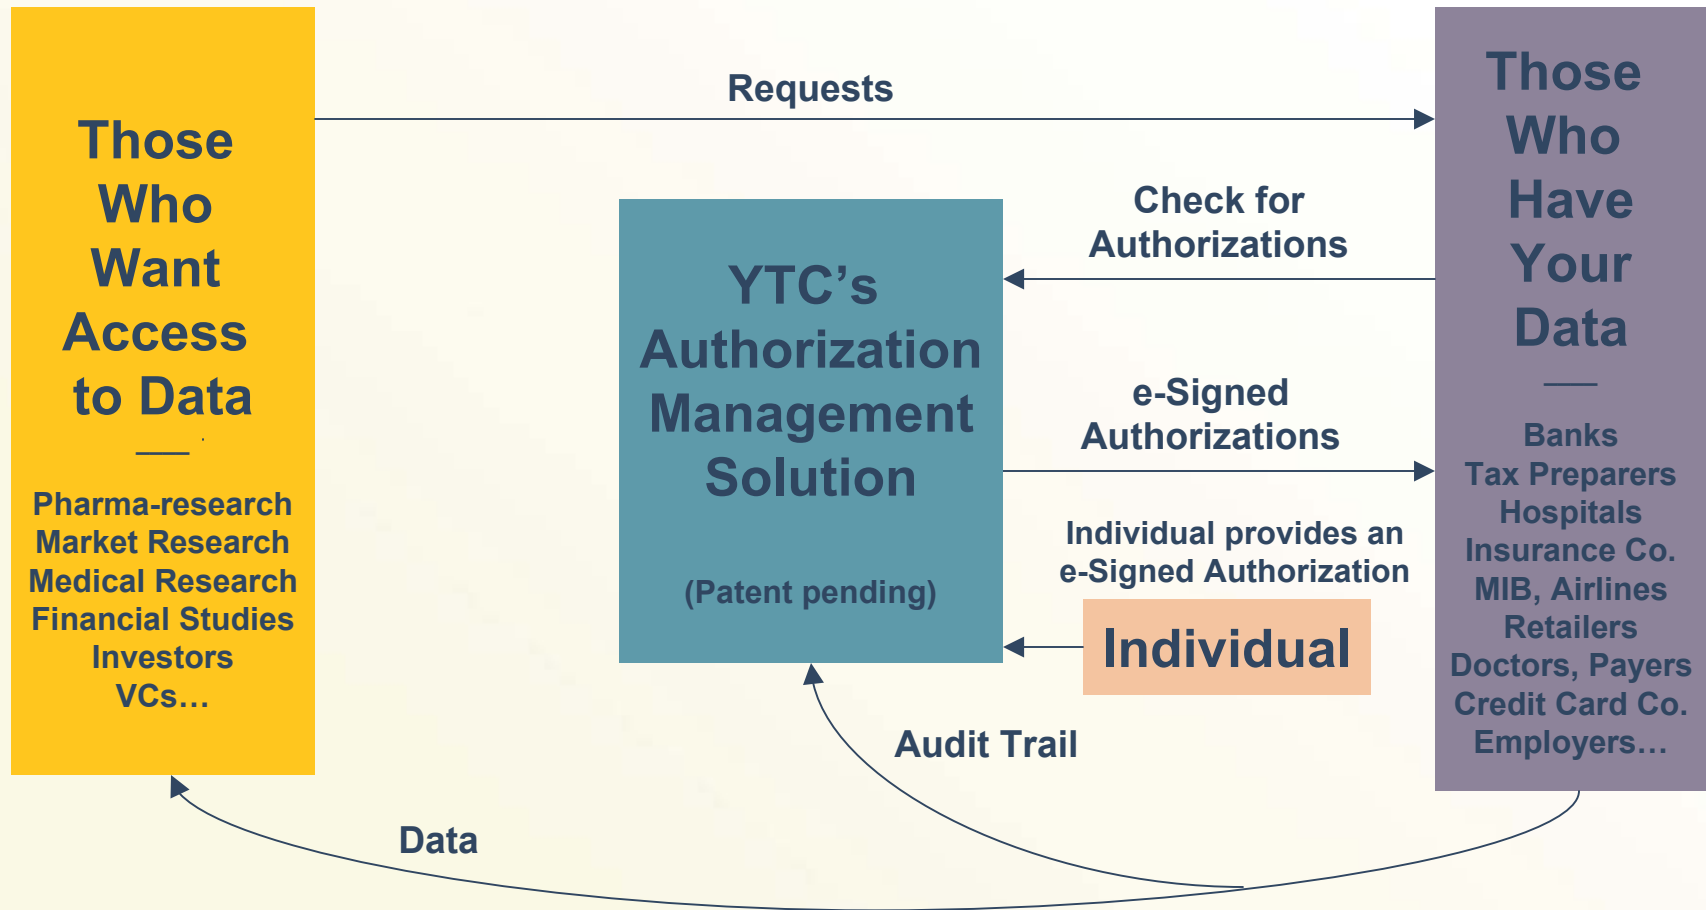 Those
Who
Want
Access
to Data
Pharma-research
Market Research
Medical Research
Financial Studies
Investors
VCs…
Requests
YTC’s
Authorization
Management
Solution
(Patent pending)
Check for
Authorizations
e-Signed
Authorizations
Individual provides an
e-Signed Authorization
Individual
Audit Trail
Data
Those
Who
Have
Your
Data
Banks
Tax Preparers
Hospitals
Insurance Co.
MIB, Airlines
Retailers
Doctors, Payers
Credit Card Co.
Employers…